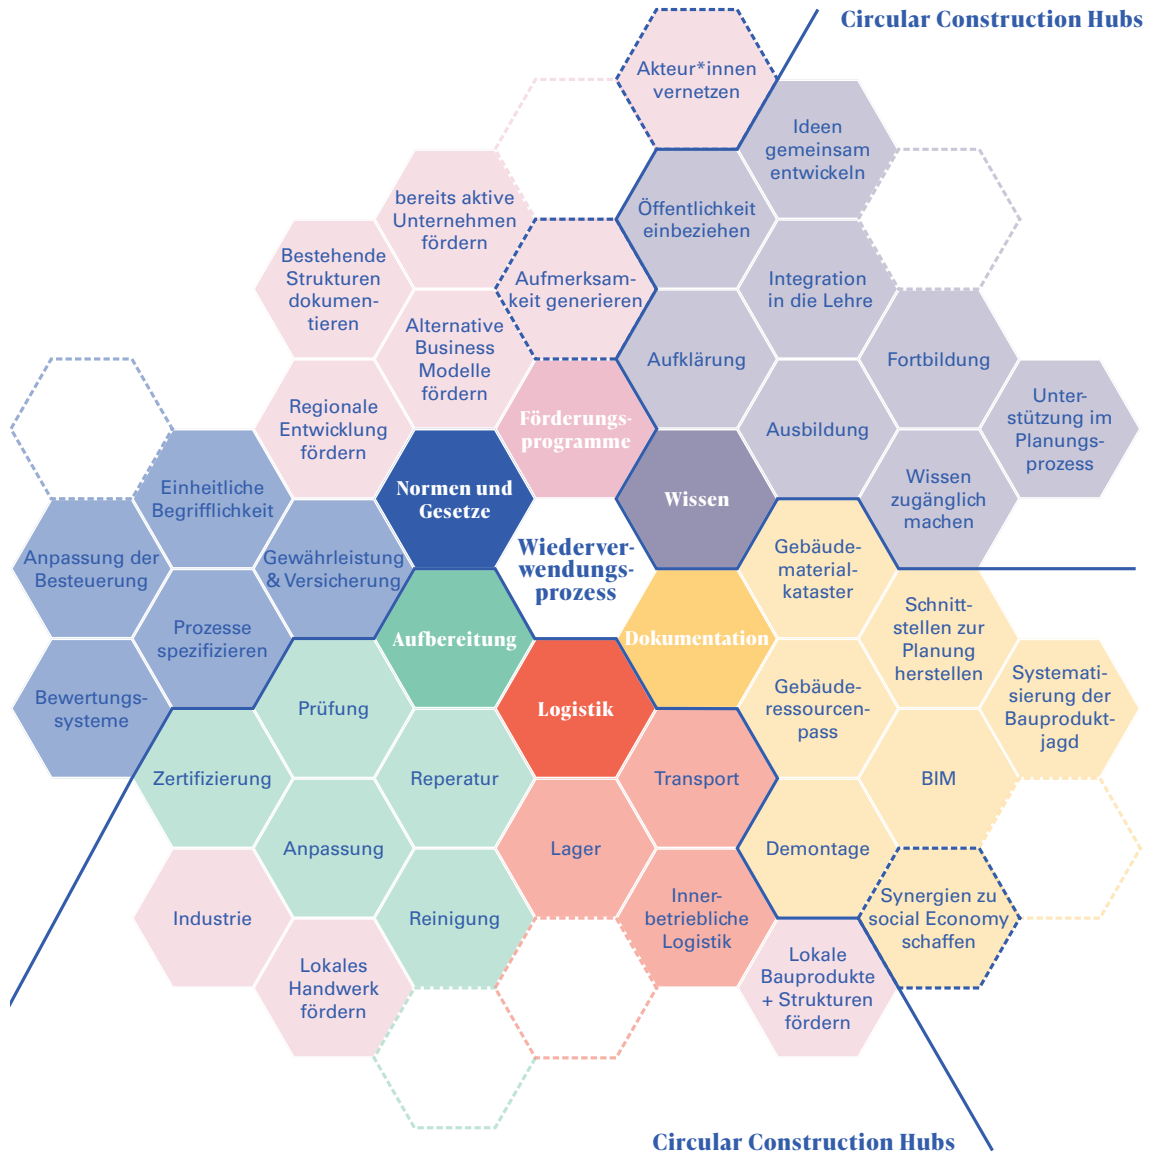 Circular Construction Hubs
Akteur*innen
vernetzen
Ideen
gemeinsam
entwickeln
bereits aktive
Unternehmen
fördern
Öffentlichkeit
einbeziehen
Bestehende
Strukturen
dokumen-
tieren
Aufmerksam-
keit generieren
Integration
in die Lehre
Alternative
Business
Modelle
fördern
Aufklärung
Fortbildung
Regionale
Entwicklung
fördern
Förderungs-
programme
Ausbildung
Unter-
stützung im
Planungs-
prozess
Einheitliche
Begrifflichkeit
Normen und
Gesetze
Wissen
Wissen
zugänglich
machen
Anpassung der
Besteuerung
Gewährleistung
& Versicherung
Wiederver-
wendungs-
prozess
Gebäude-
material-
kataster
Prozesse
spezifizieren
Aufbereitung
Dokumentation
Schnitt-
stellen zur
Planung
herstellen
Bewertungs-
systeme
Prüfung
Logistik
Gebäude-
ressourcen-
pass
Systemati-
sierung der
Bauprodukt-
jagd
Zertifizierung
Reperatur
Transport
BIM
Anpassung
Lager
Demontage
Industrie
Reinigung
Inner-
betriebliche
Logistik
Synergien zu
social Economy
schaffen
Lokales
Handwerk
fördern
Lokale
Bauprodukte
+ Strukturen
fördern
Circular Construction Hubs